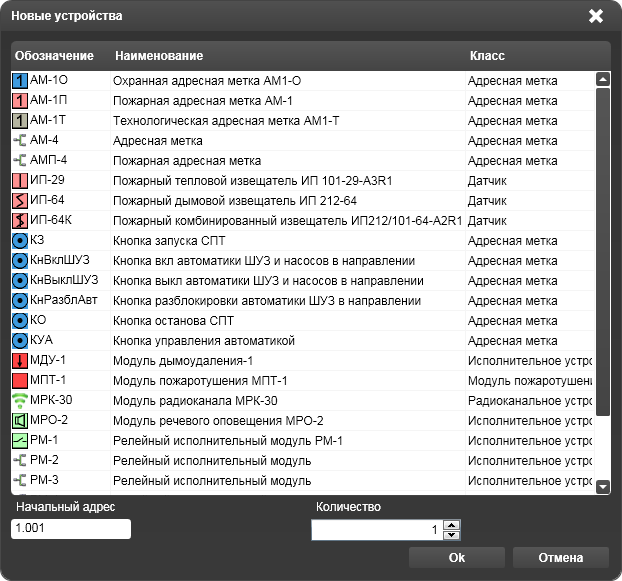 Новые устройства
Обозначение Наименование Класс
1 АМ-1О Охранная адресная метка АМ1-О Адресная метка
1 АМ-1П Пожарная адресная метка АМ-1 Адресная метка
1 АМ-1Т Технологическая адресная метка АМ1-Т Адресная метка
АМ-4 Адресная метка Адресная метка
АМП-4 Пожарная адресная метка Адресная метка
ИП-29 Пожарный тепловой извещатель ИП 101-29-A3R1 Датчик
ИП-64 Пожарный дымовой извещатель ИП 212-64 Датчик
ИП-64К Пожарный комбинированный извещатель ИП212/101-64-A2R1 Датчик
КЗ Кнопка запуска СПТ Адресная метка
КнВклШУЗ Кнопка вкл автоматики ШУЗ и насосов в направлении Адресная метка
КнВыклШУЗ Кнопка выкл автоматики ШУЗ и насосов в направлении Адресная метка
КнРазблАвт Кнопка разблокировки автоматики ШУЗ в направлении Адресная метка
КО Кнопка останова СПТ Адресная метка
КУА Кнопка управления автоматикой Адресная метка
МДУ-1 Модуль дымоудаления-1 Исполнительное устро
МПТ-1 Модуль пожаротушения МПТ-1 Модуль пожаротушени
МРК-30 Модуль радиоканала МРК-30 Радиоканальное устро
МРО-2 Модуль речевого оповещения МРО-2 Исполнительное устро
РМ-1 Релейный исполнительный модуль РМ-1 Исполнительное устро
РМ-2 Релейный исполнительный модуль Исполнительное устро
РМ-3 Релейный исполнительный модуль Исполнительное устро
Начальный адрес Количество
1.001 1
Ok Отмена